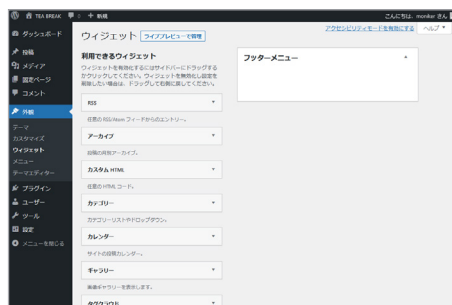 TEA BREAK
0
+ 新規
こんにちは、moniker さん
ダッシュボード
投稿
メディア
固定ページ
コメント
外観
テーマ
カスタマイズ
ウィジェット
メニュー
テーマエディター
プラグイン
ユーザー
ツール
設定
メニューを閉じる
ウィジェット
ライブプレビューで管理
アクセシビリティモードを有効にする
ヘルプ
利用できるウィジェット
ウィジェットを有効化するにはサイドバーにドラッグする
かクリックしてください。ウィジェットを無効化し設定を
削除したい場合は、ドラッグして右側に戻してください。
RSS
任意の RSS/Atom フィードからのエントリー。
アーカイブ
投稿の月別アーカイブ。
カスタム HTML
任意の HTML コード。
カテゴリー
カテゴリーリストやドロップダウン。
カレンダー
サイトの投稿カレンダー。
ギャラリー
画像ギャラリーを表示します。
タグクラウド
フッターメニュー